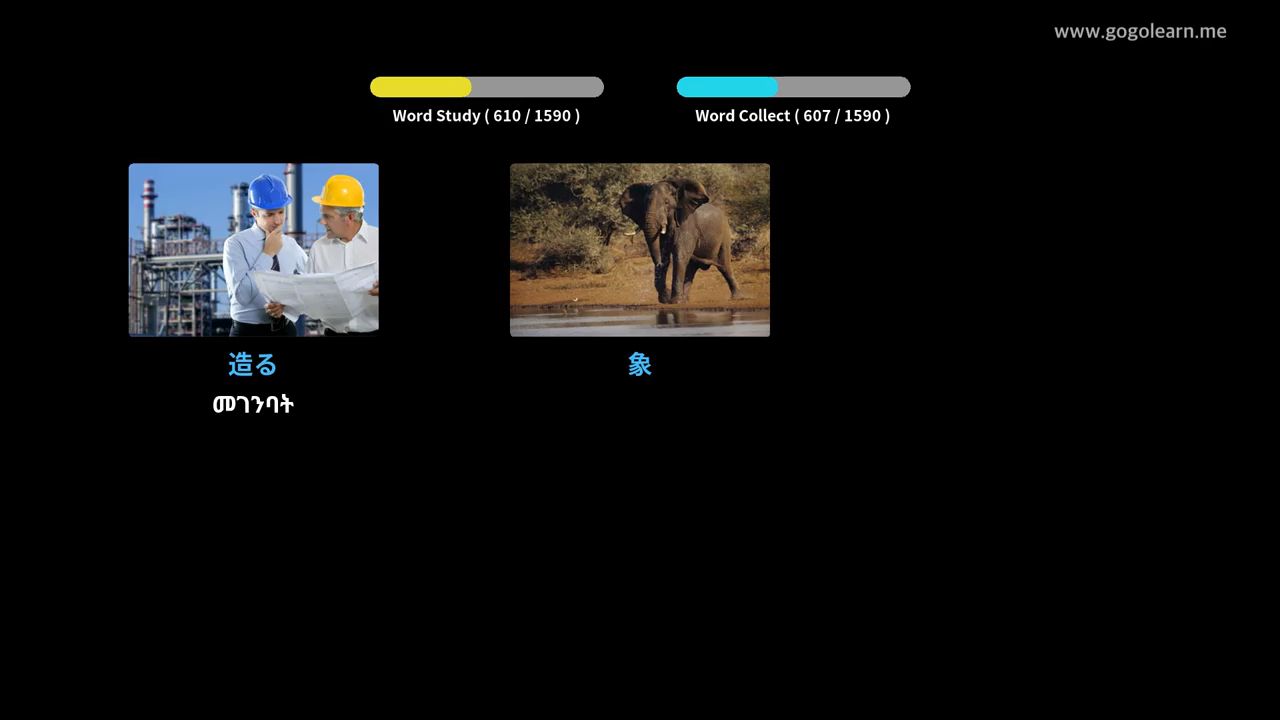 www.gogolearn.me
Word Study ( 610 / 1590 )
Word Collect ( 607 / 1590 )
造る
መገንባት
象